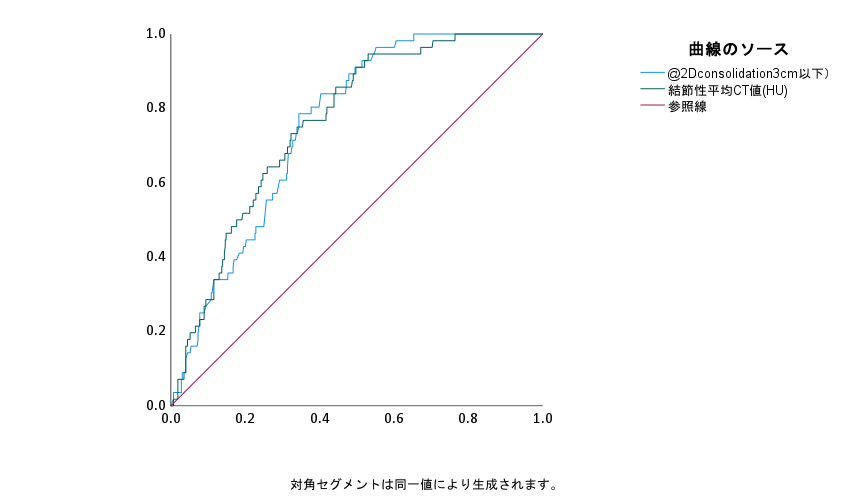 曲線のソース
@2Dconsolidation3cm以下）
結節性平均CT値(HU)
参照線
1.0
0.8
0.6
0.4
0.2
0.0
0.0 0.2 0.4 0.6 0.8 1.0
対角セグメントは同一値により生成されます。